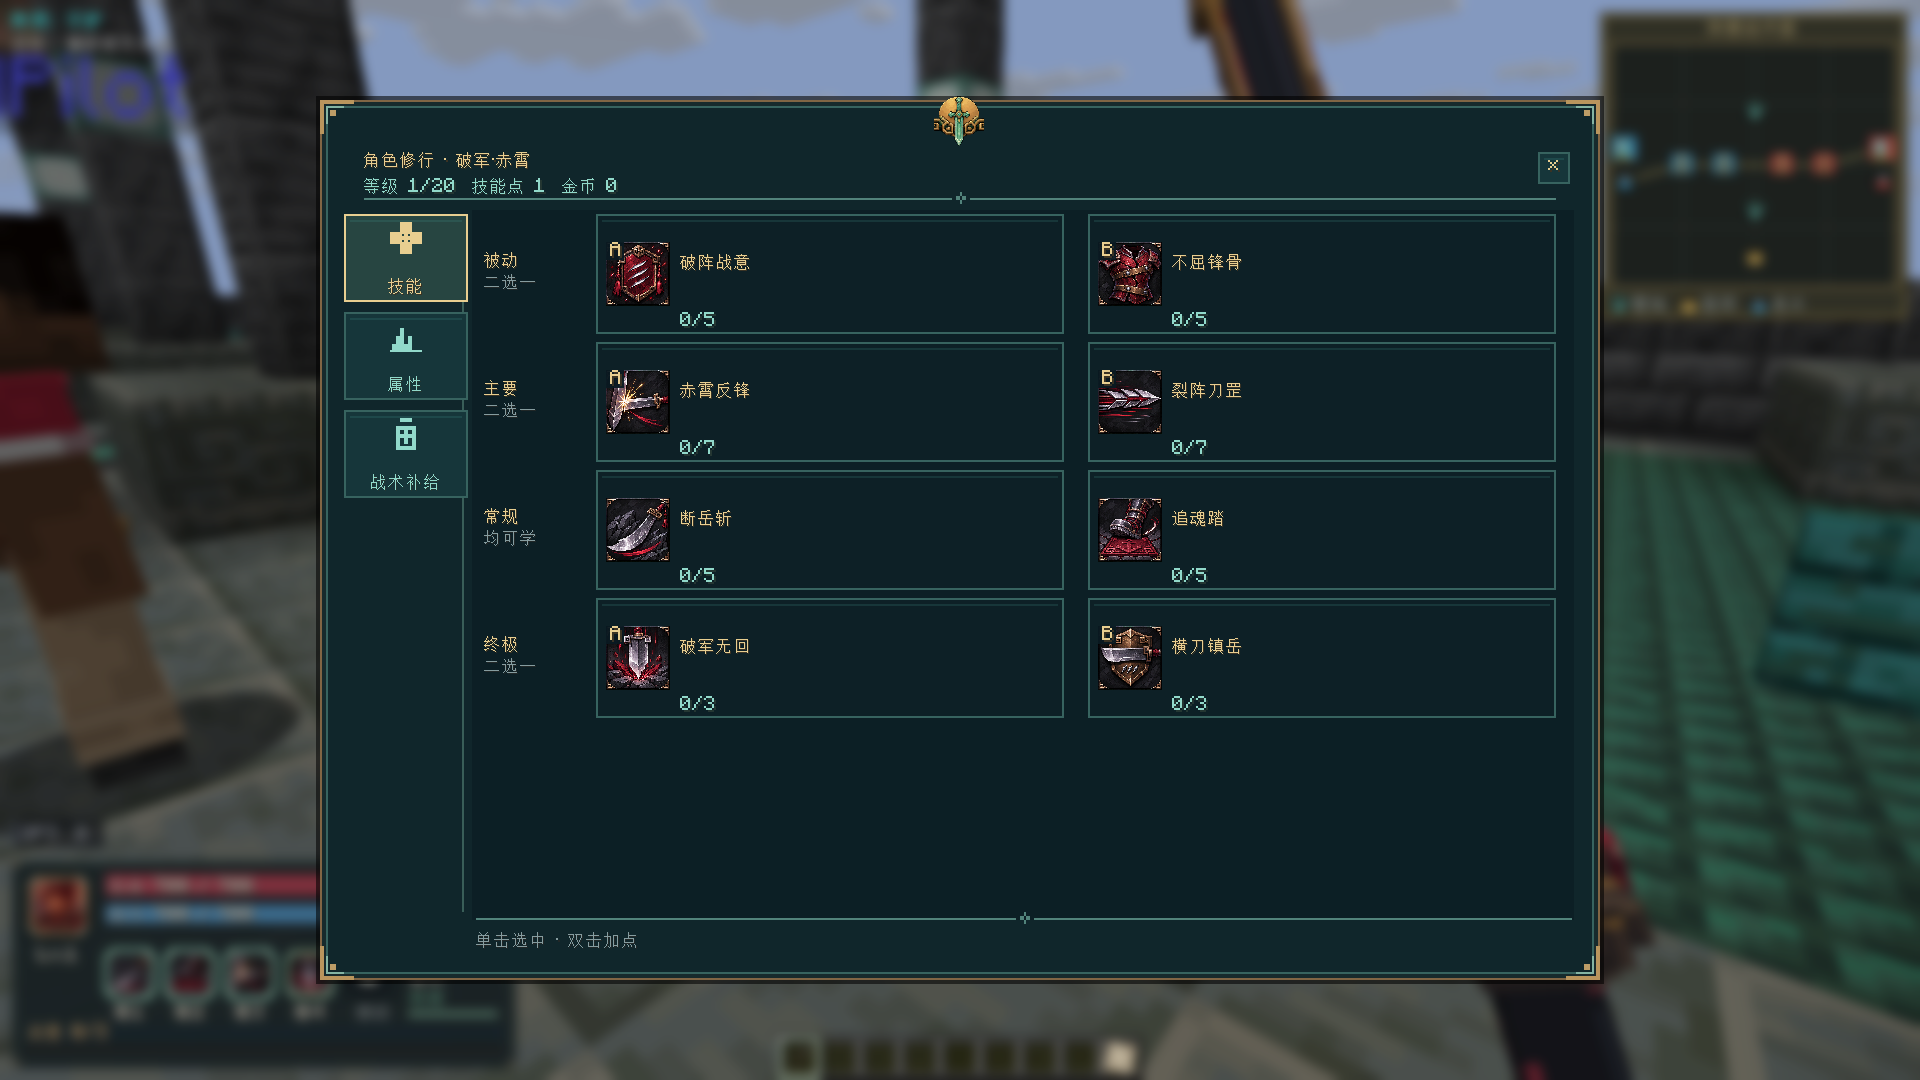 Pilot
角色修行 · 破军·赤霄
等级 1/20 技能点 1 金币 0
×
技能
属性
战术补给
被动
二选一
A
破阵战意
0/5
B
不屈锋骨
0/5
主要
二选一
A
赤霄反锋
0/7
B
裂阵刀罡
0/7
常规
均可学
断岳斩
0/5
追魂踏
0/5
终极
二选一
A
破军无回
0/3
B
横刀镇岳
0/3
单击选中 · 双击加点